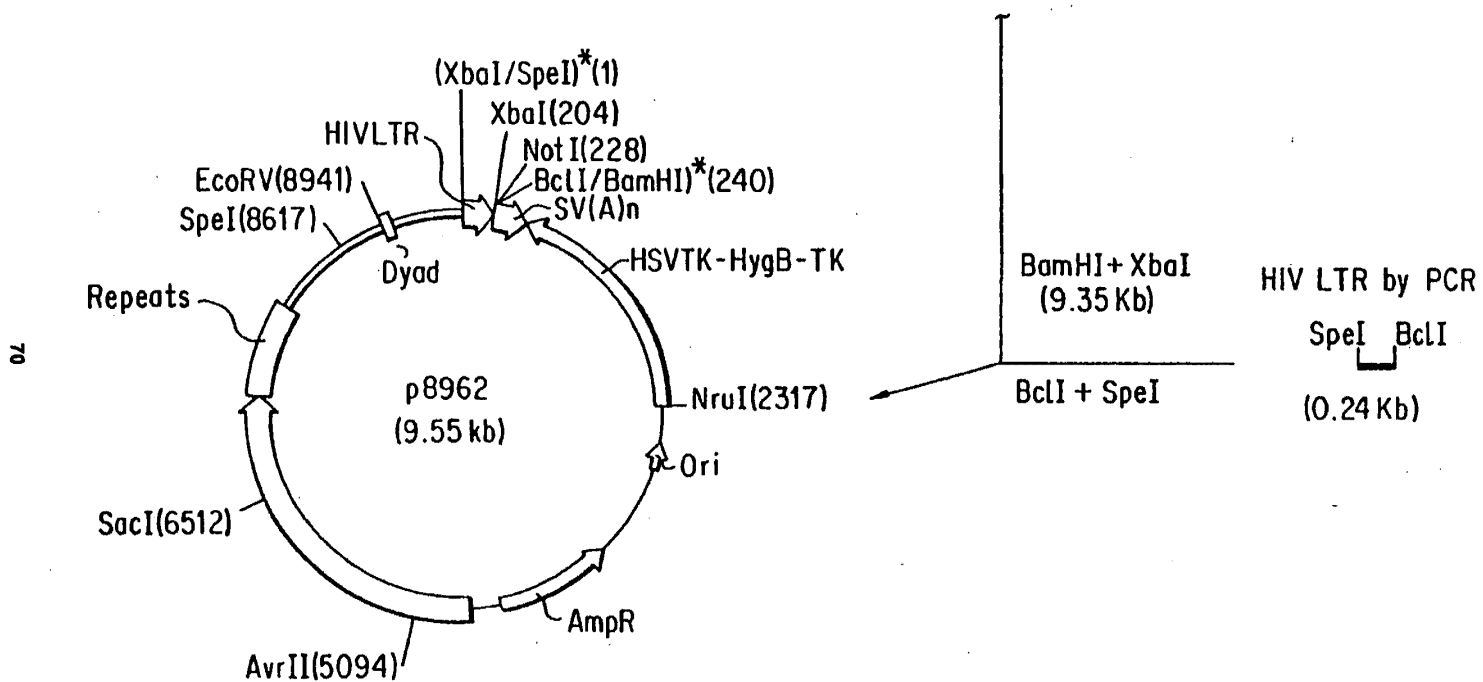 (XbaI/SpeI)*(1)
XbaI(204)
HIVLTR
NotI(228)
BclI/BamHI)*(240)
EcoRV(8941)
SV(A)n
SpeI(8617)
Dyad
HSVTK-HygB-TK
BamHI+XbaI
(9.35 Kb)
HIV LTR by PCR
Repeats
SpeI BclI
70
p8962
(9.55 kb)
NruI(2317)
BclI + SpeI
(0.24 Kb)
Ori
SacI(6512)
AmpR
AvrII(5094)